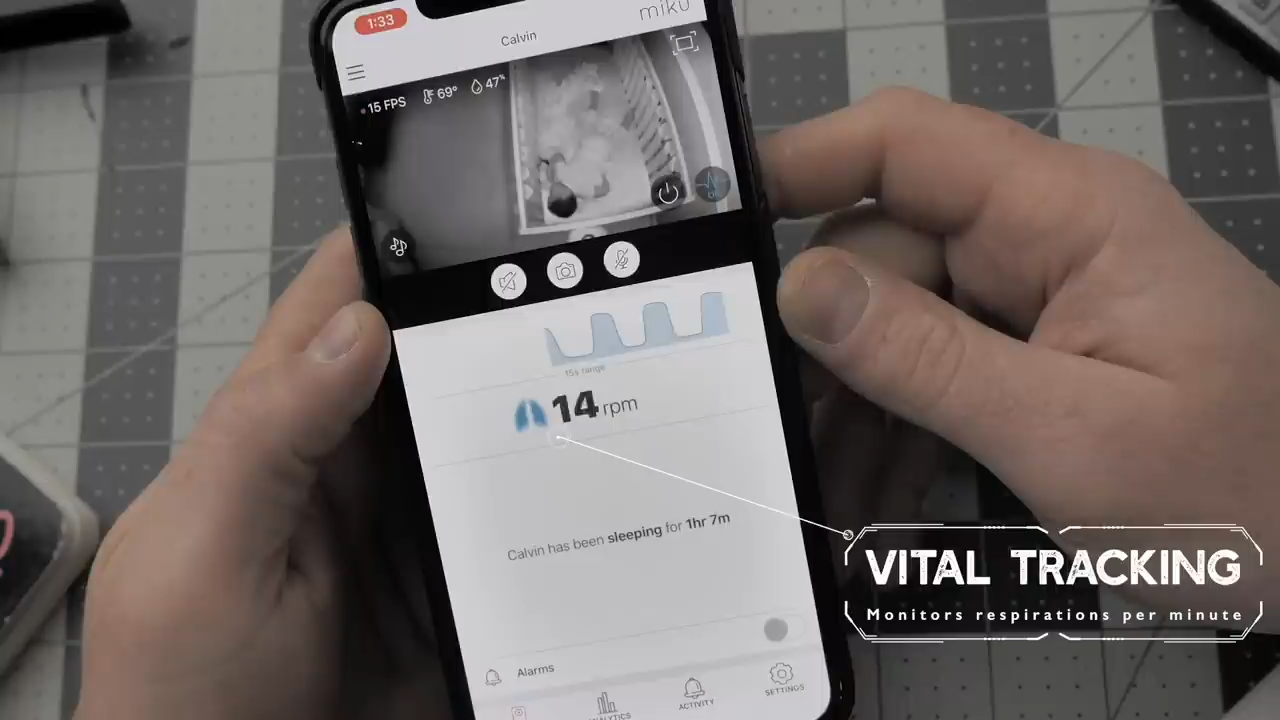 1:33
miku
Calvin
15 FPS 69° 47%
15s range
14 rpm
Calvin has been sleeping for 1hr 7m
VITAL TRACKING
Monitors respirations per minute
Alarms
ANALYTICS
ACTIVITY
SETTINGS